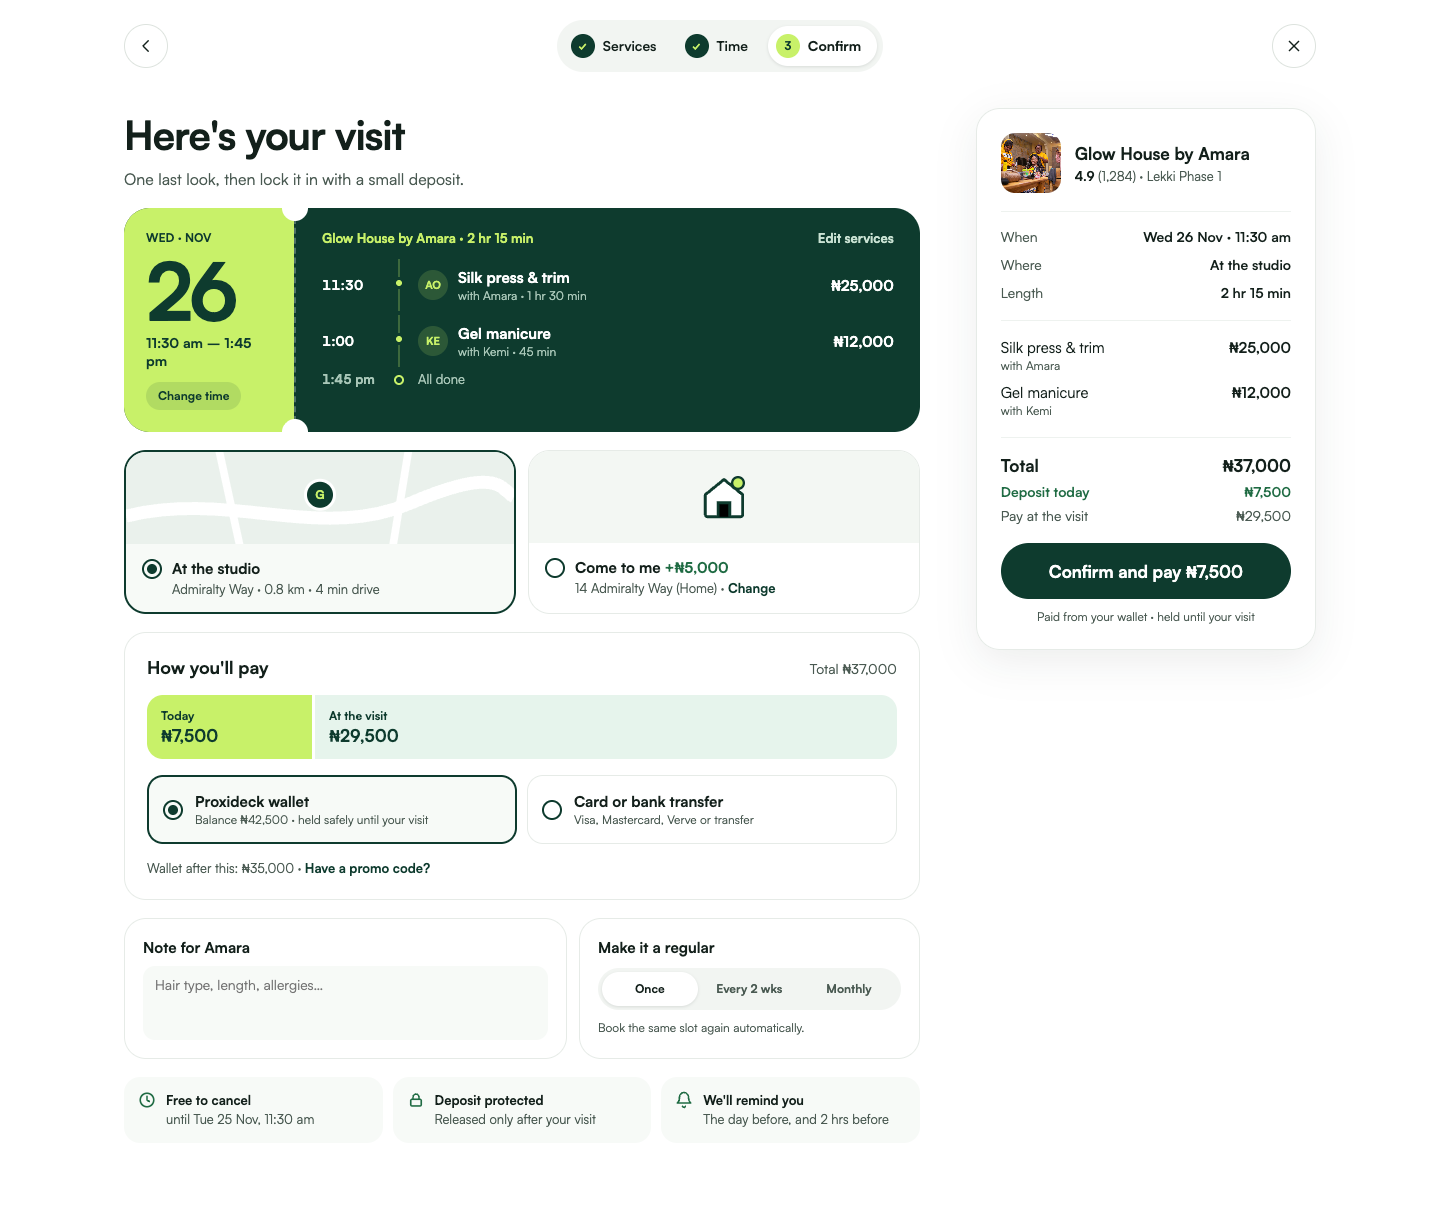 Services
Time
3
Confirm
Here's your visit
One last look, then lock it in with a small deposit.
WED · NOV
26
11:30 am — 1:45
pm
Change time
Glow House by Amara · 2 hr 15 min
Edit services
11:30
AO
Silk press & trim
with Amara · 1 hr 30 min
₦25,000
1:00
KE
Gel manicure
with Kemi · 45 min
₦12,000
1:45 pm
All done
G
At the studio
Admiralty Way · 0.8 km · 4 min drive
Come to me +₦5,000
14 Admiralty Way (Home) · Change
How you'll pay
Total ₦37,000
Today
₦7,500
At the visit
₦29,500
Proxideck wallet
Balance ₦42,500 · held safely until your visit
Card or bank transfer
Visa, Mastercard, Verve or transfer
Wallet after this: ₦35,000 · Have a promo code?
Note for Amara
Hair type, length, allergies...
Make it a regular
Once
Every 2 wks
Monthly
Book the same slot again automatically.
Free to cancel
until Tue 25 Nov, 11:30 am
Deposit protected
Released only after your visit
We'll remind you
The day before, and 2 hrs before
Glow House by Amara
4.9 (1,284) · Lekki Phase 1
When
Wed 26 Nov · 11:30 am
Where
At the studio
Length
2 hr 15 min
Silk press & trim
with Amara
₦25,000
Gel manicure
with Kemi
₦12,000
Total
₦37,000
Deposit today
₦7,500
Pay at the visit
₦29,500
Confirm and pay ₦7,500
Paid from your wallet · held until your visit